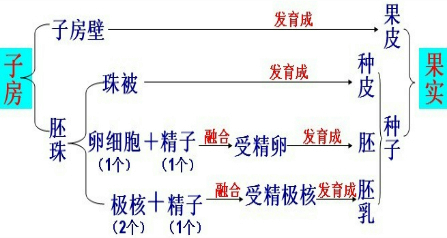 子房
子房壁 发育成 果皮
胚珠
珠被 发育成 种皮
卵细胞＋精子 融合 受精卵 发育成 胚
(1个) (1个)
极核＋精子 融合 受精极核 发育成 胚乳
(2个) (1个)
种子
果实